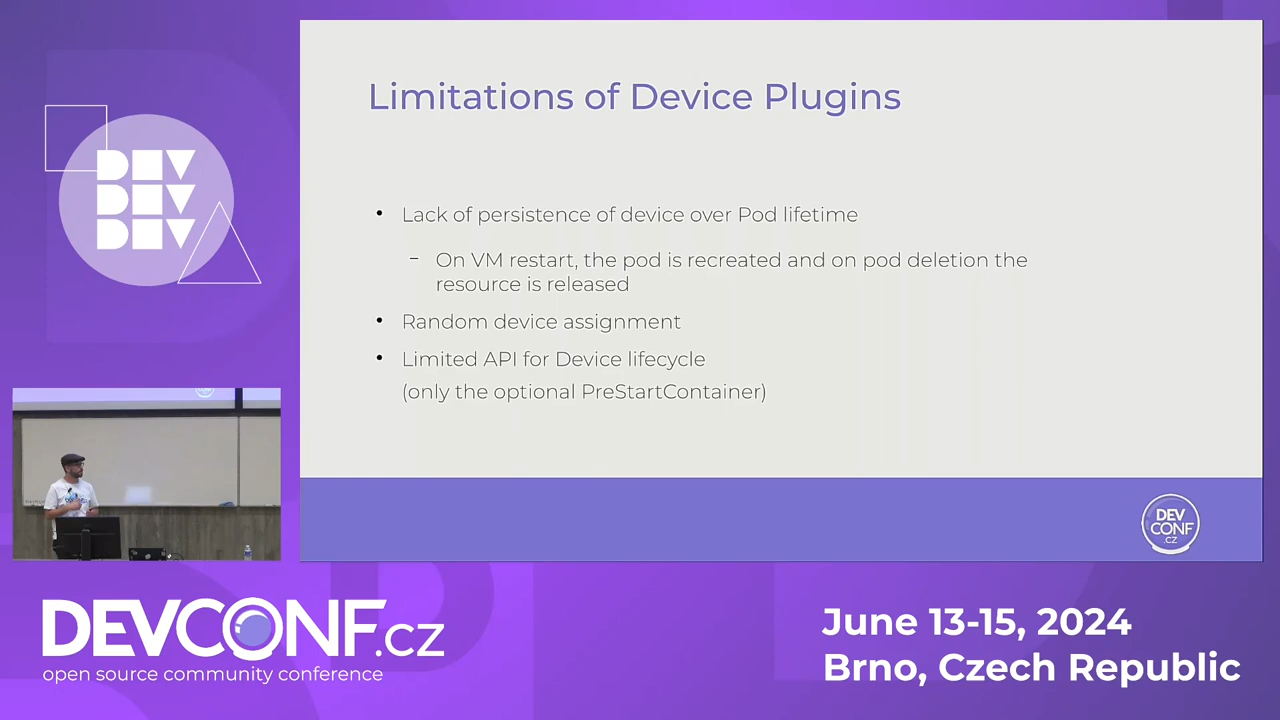 DEV
DEV
DEV
Limitations of Device Plugins
• Lack of persistence of device over Pod lifetime
– On VM restart, the pod is recreated and on pod deletion the
resource is released
• Random device assignment
• Limited API for Device lifecycle
(only the optional PreStartContainer)
DEV
CONF
.CZ
DEVCONF.cz
open source community conference
June 13-15, 2024
Brno, Czech Republic